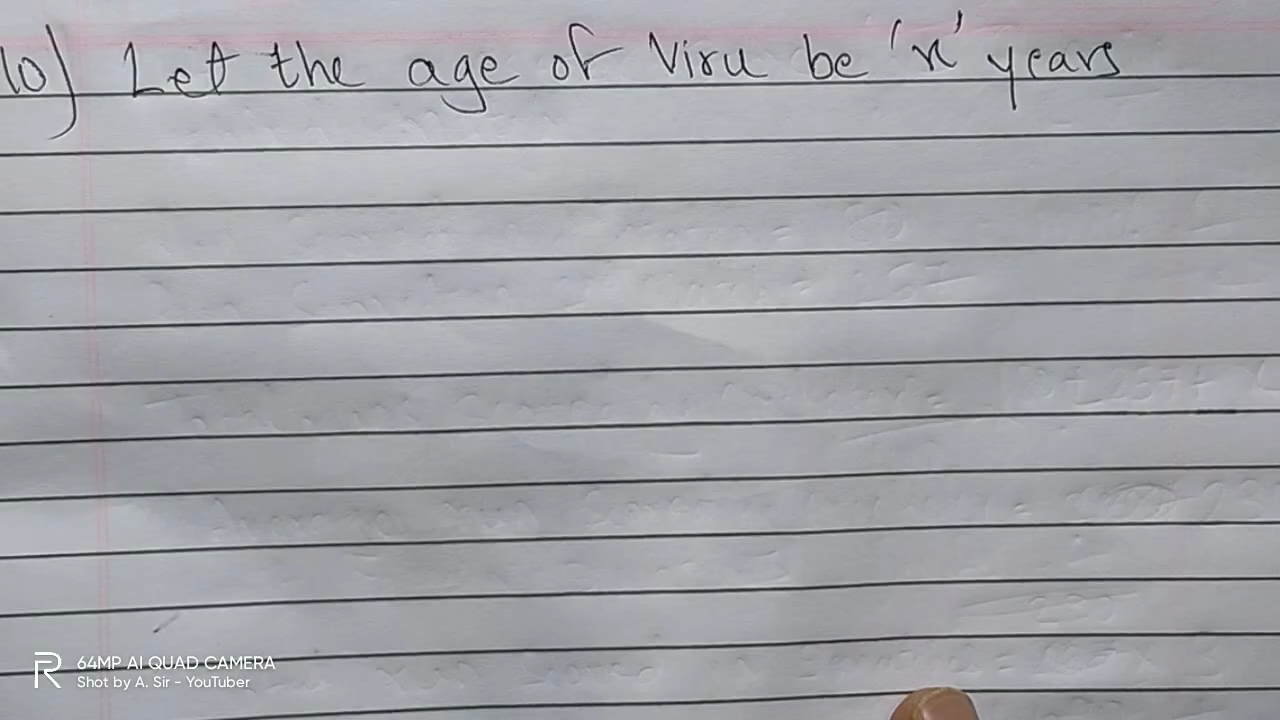 10) Let the age of Viru be 'x' years
64MP AI QUAD CAMERA
Shot by A. Sir - YouTuber